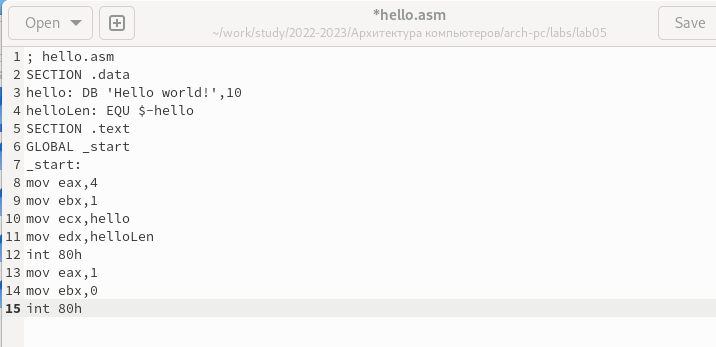 Open
*hello.asm
~/work/study/2022-2023/Архитектура компьютеров/arch-pc/labs/lab05
Save
1 ; hello.asm
2 SECTION .data
3 hello: DB 'Hello world!',10
4 helloLen: EQU $-hello
5 SECTION .text
6 GLOBAL _start
7 _start:
8 mov eax,4
9 mov ebx,1
10 mov ecx,hello
11 mov edx,helloLen
12 int 80h
13 mov eax,1
14 mov ebx,0
15 int 80h